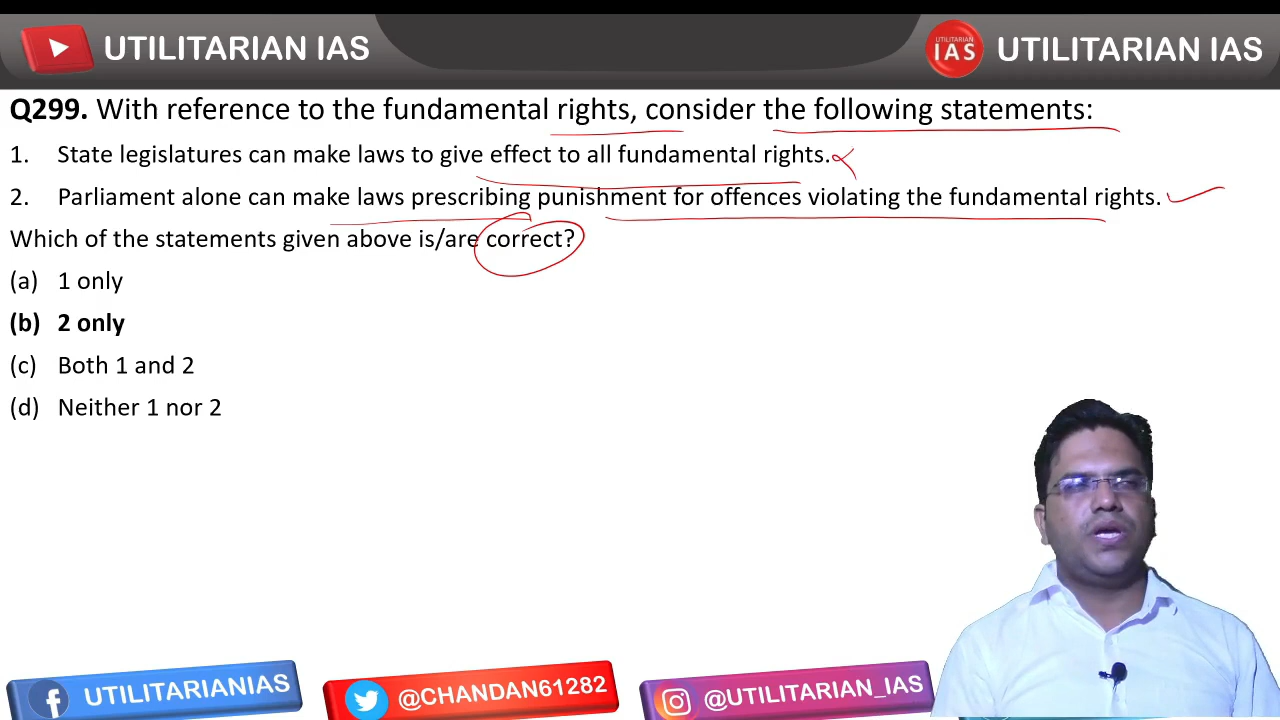 UTILITARIAN IAS
UTILITARIAN IAS
UTILITARIAN IAS
Q299. With reference to the fundamental rights, consider the following statements:
1. State legislatures can make laws to give effect to all fundamental rights.
2. Parliament alone can make laws prescribing punishment for offences violating the fundamental rights.
Which of the statements given above is/are correct?
(a) 1 only
(b) 2 only
(c) Both 1 and 2
(d) Neither 1 nor 2
UTILITARIANIAS
@CHANDAN61282
@UTILITARIAN_IAS